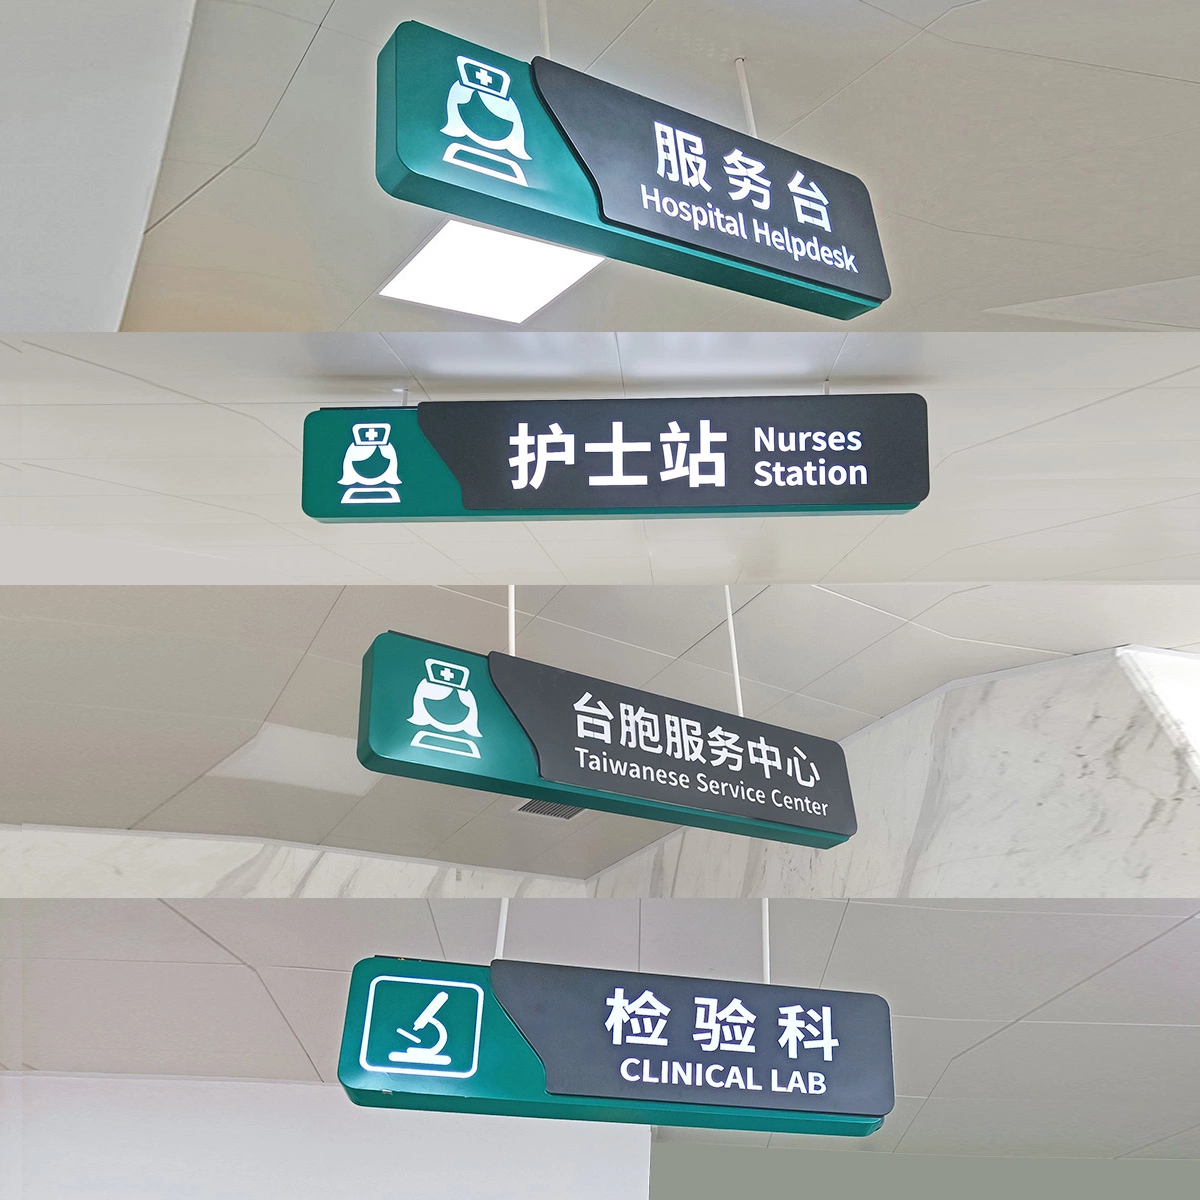 服务台
Hospital Helpdesk
护士站
Nurses
Station
台胞服务中心
Taiwanese Service Center
检验科
CLINICAL LAB